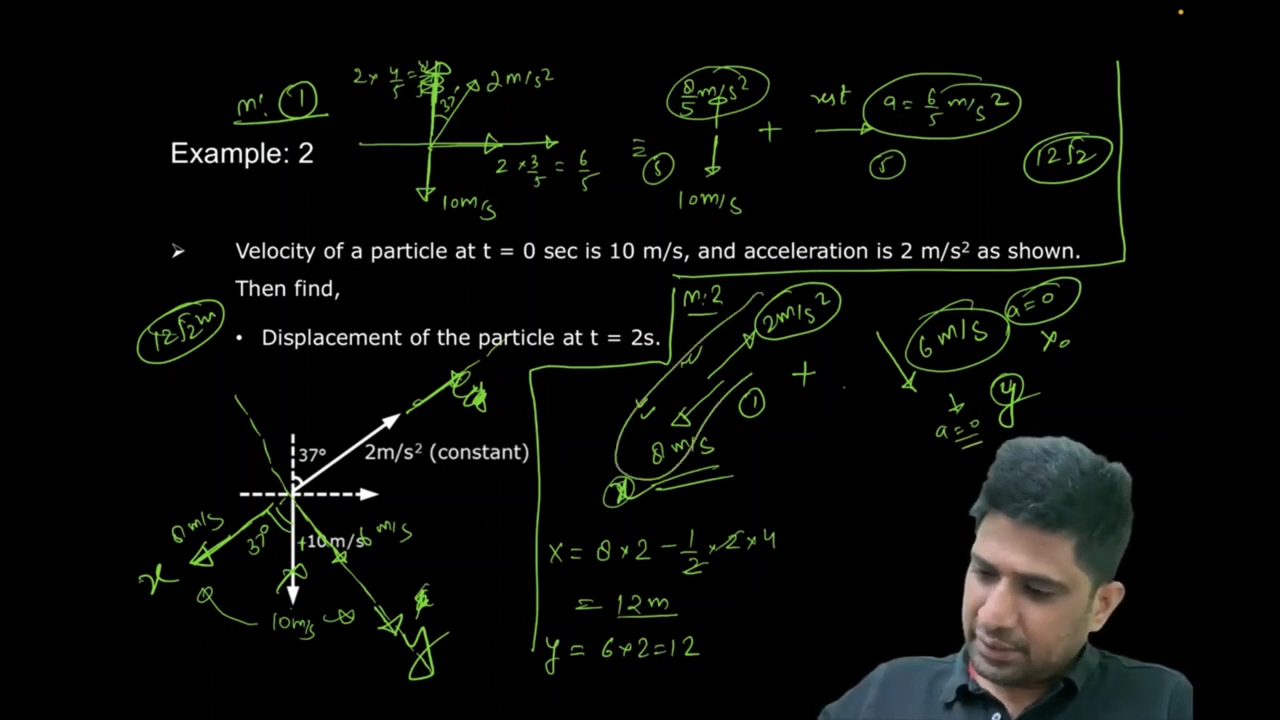 m: 1
2 × 4/5 =
37
2 m/s²
2 × 3/5 = 6/5
10 m/s
≡
8/5 m/s²
10 m/s
5
+
rest
a = 6/5 m/s²
5
12√2
Example: 2
➤ Velocity of a particle at t = 0 sec is 10 m/s, and acceleration is 2 m/s² as shown.
Then find,
• Displacement of the particle at t = 2s.
12√2 m
37°
2m/s² (constant)
8 m/s
37°
10 m/s
6 m/s
x
10 m/s
y
m: 2
2 m/s²
8 m/s
1
+
6 m/s
a = 0
a = 0
y
x = 8 × 2 − 1/2 × 2 × 4
= 12 m
y = 6 × 2 = 12